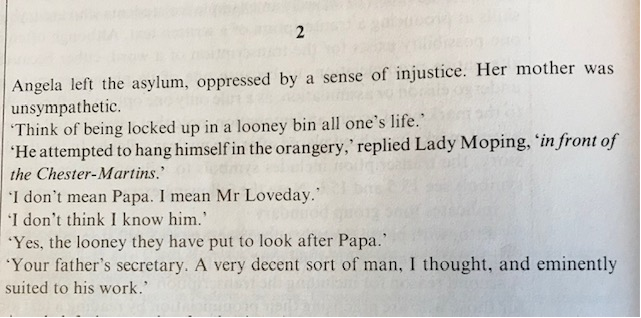 2
Angela left the asylum, oppressed by a sense of injustice. Her mother was
unsympathetic.
‘Think of being locked up in a looney bin all one’s life.’
‘He attempted to hang himself in the orangery,’ replied Lady Moping, ‘in front of
the Chester-Martins.’
‘I don’t mean Papa. I mean Mr Loveday.’
‘I don’t think I know him.’
‘Yes, the looney they have put to look after Papa.’
‘Your father’s secretary. A very decent sort of man, I thought, and eminently
suited to his work.’